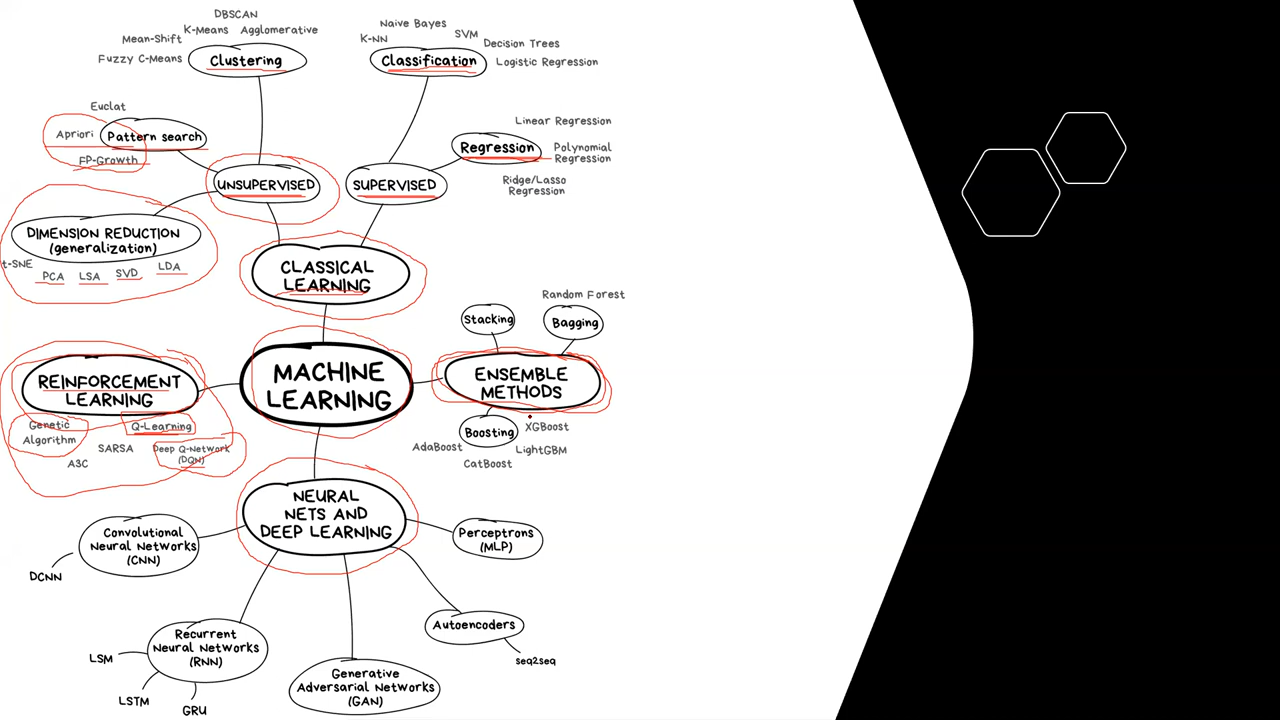 DBSCAN
K-Means
Agglomerative
Mean-Shift
Fuzzy C-Means
Clustering
Naive Bayes
K-NN
SVM
Decision Trees
Classification
Logistic Regression
Euclat
Apriori
Pattern search
FP-Growth
Linear Regression
Regression
Polynomial
Regression
Ridge/Lasso
Regression
UNSUPERVISED
SUPERVISED
DIMENSION REDUCTION
(generalization)
t-SNE
PCA
LSA
SVD
LDA
CLASSICAL
LEARNING
Random Forest
Stacking
Bagging
MACHINE
LEARNING
ENSEMBLE
METHODS
REINFORCEMENT
LEARNING
Genetic
Algorithm
Q-Learning
SARSA
Deep Q-Network
(DQN)
A3C
Boosting
XGBoost
AdaBoost
LightGBM
CatBoost
NEURAL
NETS AND
DEEP LEARNING
Convolutional
Neural Networks
(CNN)
DCNN
Perceptrons
(MLP)
Autoencoders
seq2seq
Recurrent
Neural Networks
(RNN)
LSM
LSTM
GRU
Generative
Adversarial Networks
(GAN)